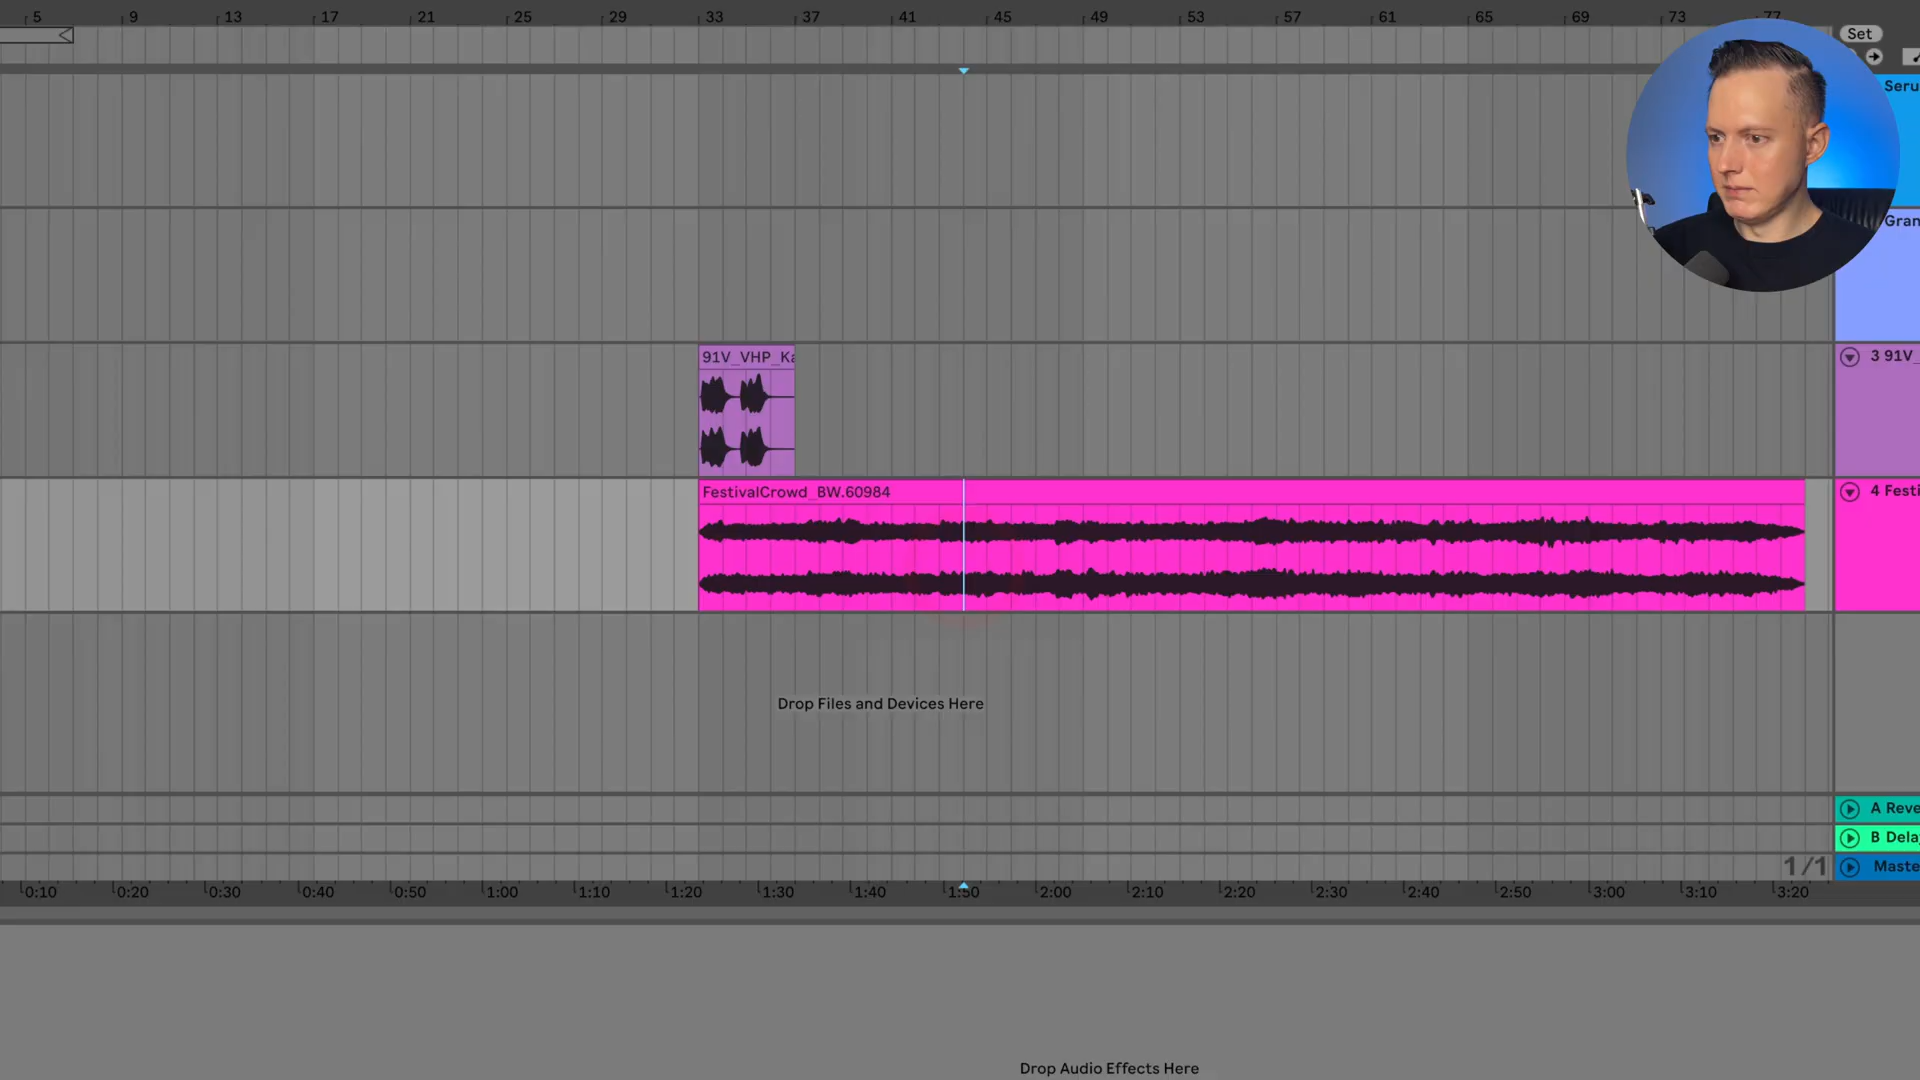 5 9 13 17 21 25 29 33 37 41 45 49 53 57 61 65 69 73 77
Set
Seru
Gran
91V_VHP_Ka
3 91V_
FestivalCrowd_BW.60984
4 Festi
Drop Files and Devices Here
A Reve
B Dela
1/1
Maste
0:10 0:20 0:30 0:40 0:50 1:00 1:10 1:20 1:30 1:40 1:50 2:00 2:10 2:20 2:30 2:40 2:50 3:00 3:10 3:20
Drop Audio Effects Here